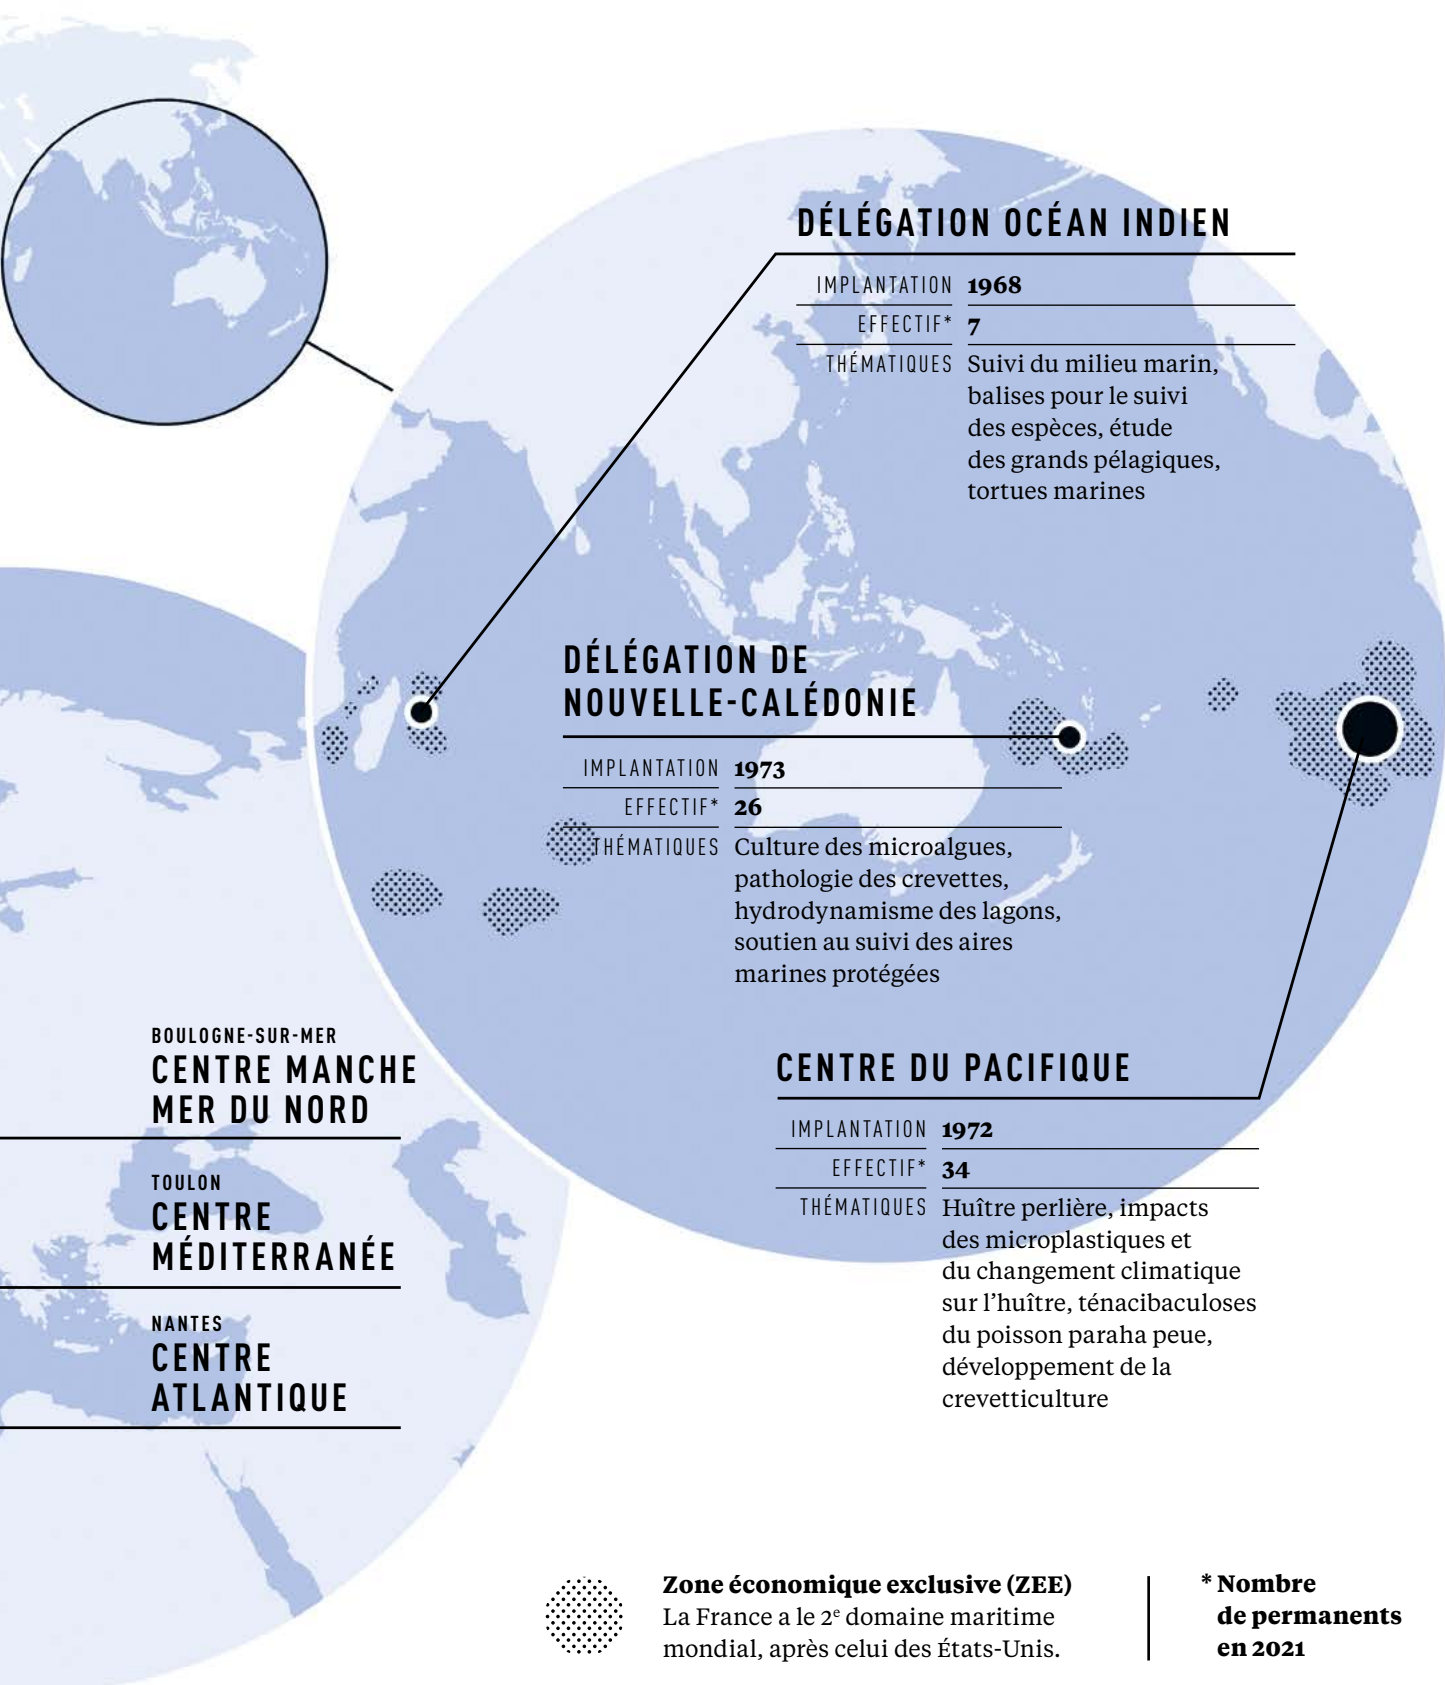 DÉLÉGATION OCÉAN INDIEN
IMPLANTATION 1968
EFFECTIF* 7
THÉMATIQUES Suivi du milieu marin,
balises pour le suivi
des espèces, étude
des grands pélagiques,
tortues marines
DÉLÉGATION DE
NOUVELLE-CALÉDONIE
IMPLANTATION 1973
EFFECTIF* 26
THÉMATIQUES Culture des microalgues,
pathologie des crevettes,
hydrodynamisme des lagons,
soutien au suivi des aires
marines protégées
BOULOGNE-SUR-MER
CENTRE MANCHE
MER DU NORD
TOULON
CENTRE
MÉDITERRANÉE
NANTES
CENTRE
ATLANTIQUE
CENTRE DU PACIFIQUE
IMPLANTATION 1972
EFFECTIF* 34
THÉMATIQUES Huître perlière, impacts
des microplastiques et
du changement climatique
sur l’huître, ténacibaculoses
du poisson paraha peue,
développement de la
crevetticulture
Zone économique exclusive (ZEE)
La France a le 2e domaine maritime
mondial, après celui des États-Unis.
* Nombre
de permanents
en 2021